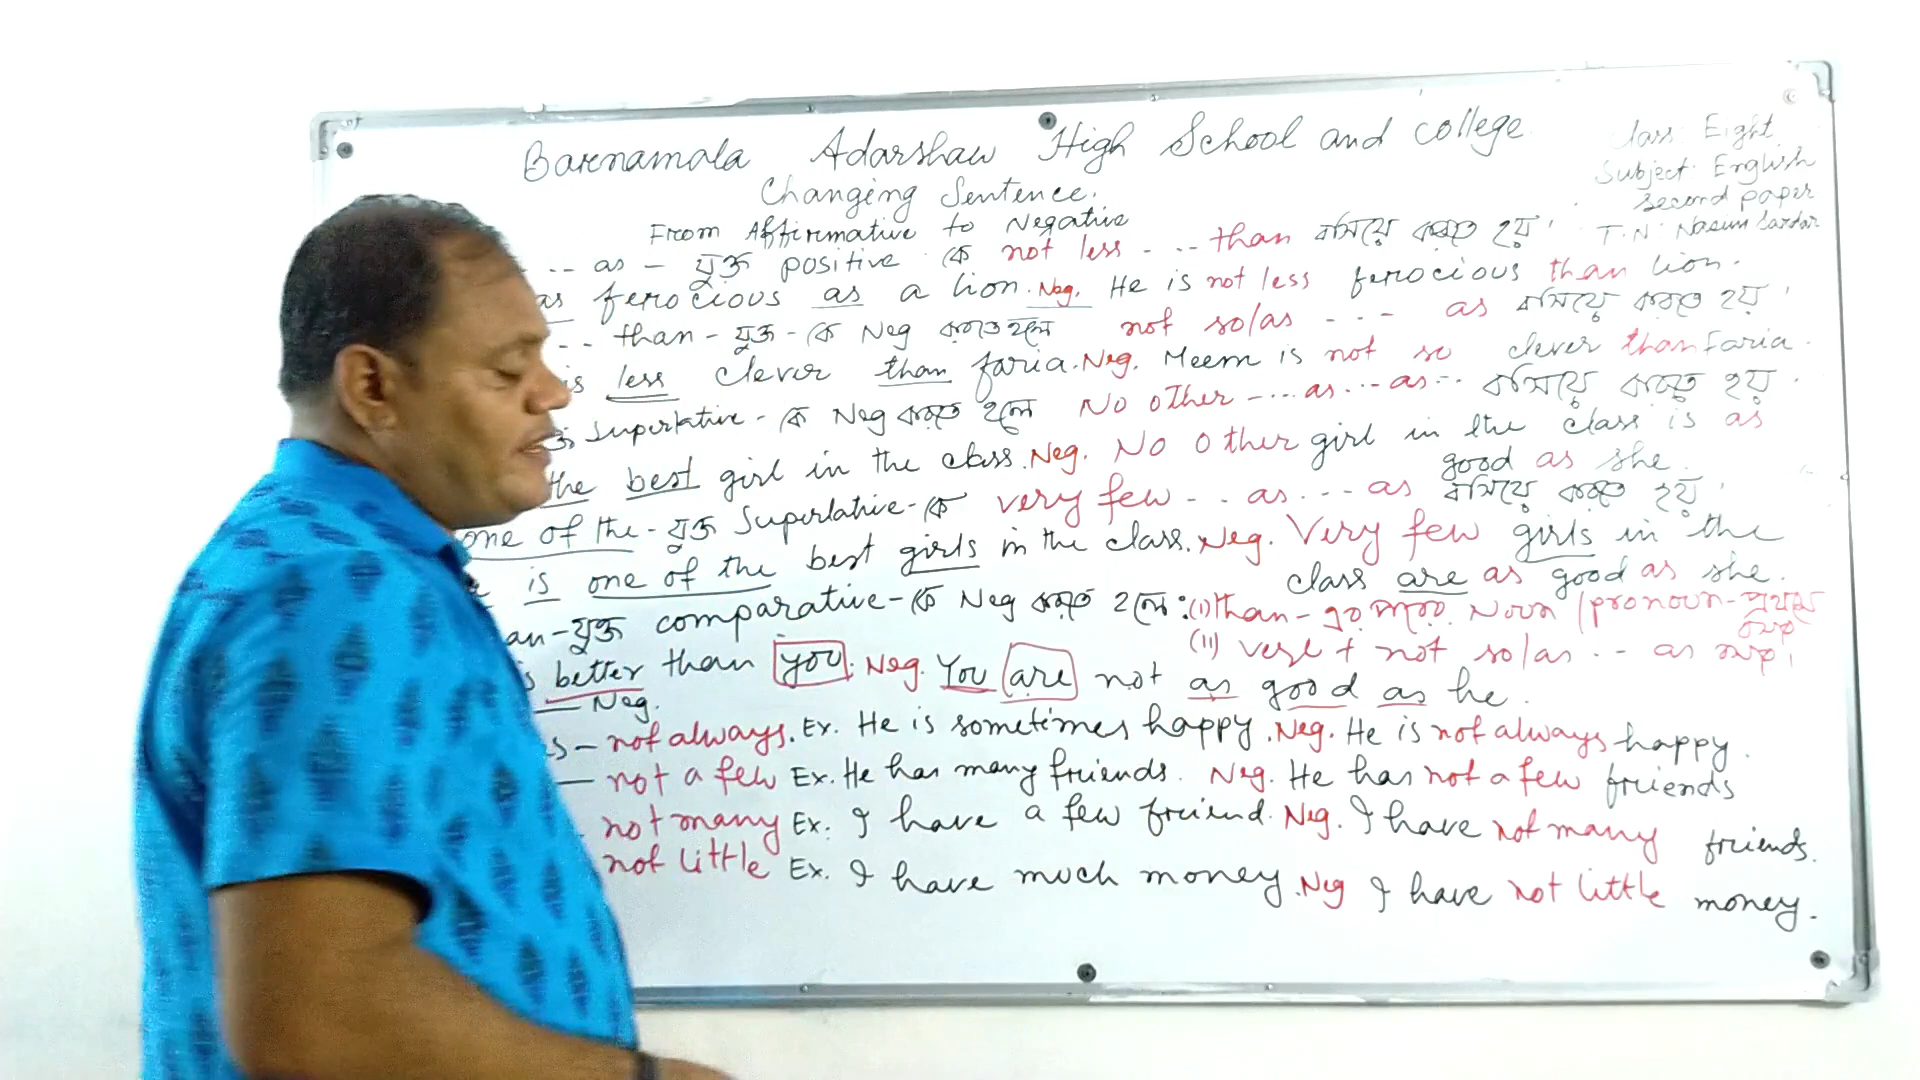 Barnamala Adarshaw High School and college
Class: Eight
Subject: English
second paper
T.N. Nasum Sardar
Changing Sentence.
From Affirmative to Negative
.. as – যুক্ত positive কে not less - .. than বসিয়ে করতে হয়।
as ferocious as a lion. Neg. He is not less ferocious than lion.
.. than – যুক্ত - কে Neg করতে হলে not so/as - - - as বসিয়ে করতে হয়।
is less clever than faria. Neg. Meem is not so clever than faria.
Superlative - কে Neg করতে হলে No other - ... as ... as .. বসিয়ে করতে হয়।
the best girl in the class. Neg. No other girl in the class is as
good as she.
one of the - যুক্ত Superlative - কে very few - .. as ... as বসিয়ে করতে হয়।
is one of the best girls in the class. Neg. Very few girls in the
class are as good as she.
an - যুক্ত comparative - কে Neg করতে হলে: (i) than - Noun / pronoun - প্রথমে
(ii) verb + not so/as .. as
s better than you. Neg. You are not as good as he.
— Neg.
es – not always. Ex. He is sometimes happy. Neg. He is not always happy.
— not a few Ex. He has many friends. Neg. He has not a few friends
not many Ex: I have a few friend. Neg. I have not many friends.
not little Ex. I have much money. Neg I have not little money.